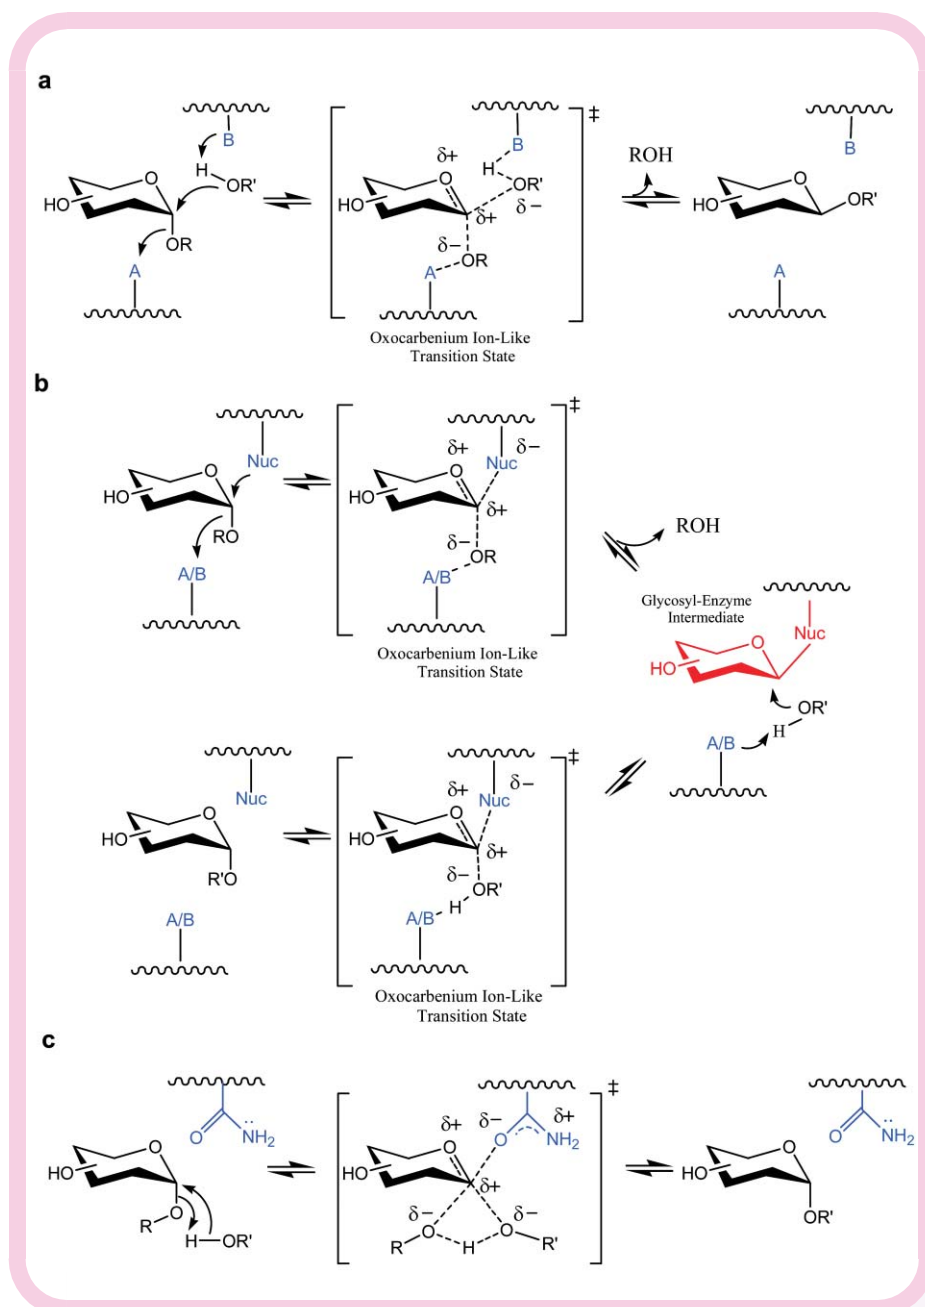 a
B
δ+
‡
B
H
OR'
O
HO
OR
A
B
H
O
OR'
HO
δ+
δ−
δ−
OR
A
Oxocarbenium Ion-Like
Transition State
ROH
B
O
HO
OR'
A
b
Nuc
O
HO
RO
A/B
‡
δ+
δ−
Nuc
O
HO
δ+
δ−
OR
A/B
Oxocarbenium Ion-Like
Transition State
ROH
Glycosyl-Enzyme
Intermediate
Nuc
O
HO
OR'
H
A/B
Nuc
O
HO
R'O
A/B
‡
δ+
δ−
Nuc
O
HO
δ+
δ−
OR'
H
A/B
Oxocarbenium Ion-Like
Transition State
c
O
NH2
O
HO
O
R
H
OR'
‡
δ−
δ+
δ+
O
NH2
O
HO
δ+
δ−
δ−
O
O
R
H
R'
O
NH2
O
HO
OR'